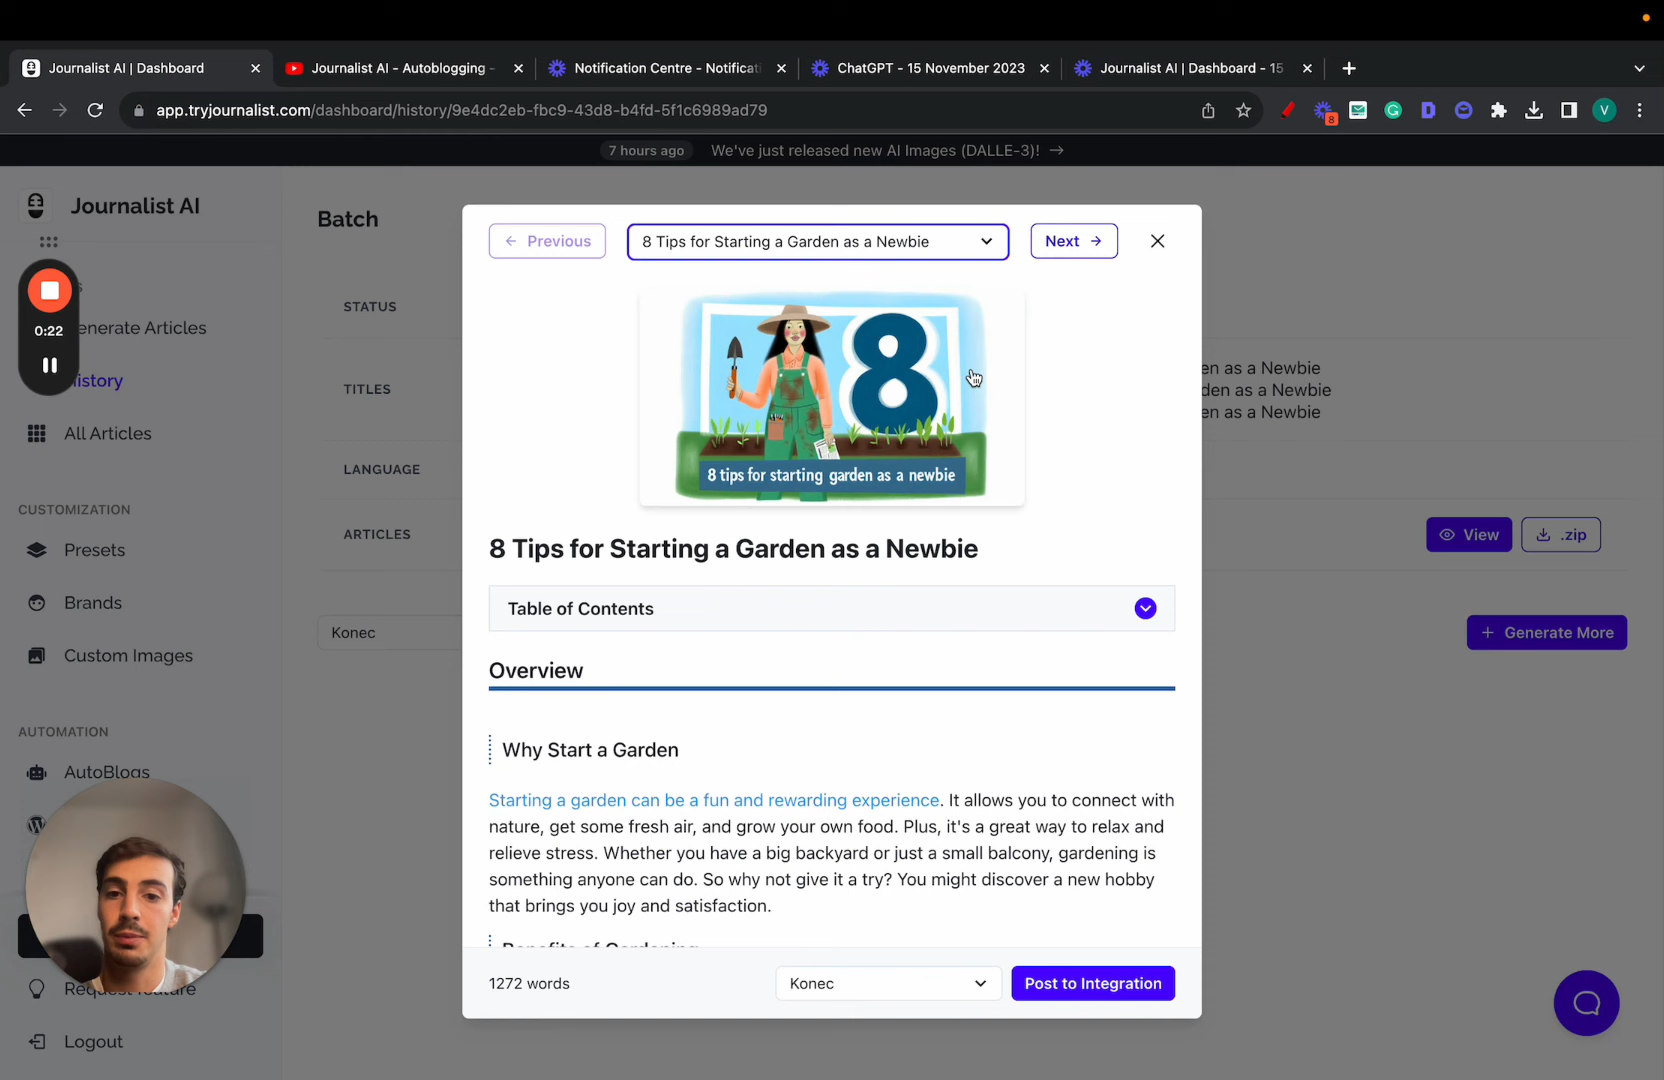 Journalist AI | Dashboard
Journalist AI - Autoblogging -
Notification Centre - Notificati
ChatGPT - 15 November 2023
Journalist AI | Dashboard - 15
app.tryjournalist.com/dashboard/history/9e4dc2eb-fbc9-43d8-b4fd-5f1c6989ad79
8
V
7 hours ago
We've just released new AI Images (DALLE-3)! →
Journalist AI
Batch
← Previous
8 Tips for Starting a Garden as a Newbie
Next →
0:22
s
enerate Articles
istory
All Articles
CUSTOMIZATION
Presets
Brands
Custom Images
AUTOMATION
AutoBlogs
Request feature
Logout
STATUS
TITLES
en as a Newbie
den as a Newbie
en as a Newbie
LANGUAGE
ARTICLES
View
.zip
Konec
+ Generate More
8
8 tips for starting garden as a newbie
8 Tips for Starting a Garden as a Newbie
Table of Contents
Overview
Why Start a Garden
Starting a garden can be a fun and rewarding experience. It allows you to connect with
nature, get some fresh air, and grow your own food. Plus, it's a great way to relax and
relieve stress. Whether you have a big backyard or just a small balcony, gardening is
something anyone can do. So why not give it a try? You might discover a new hobby
that brings you joy and satisfaction.
Benefits of Gardening
1272 words
Konec
Post to Integration